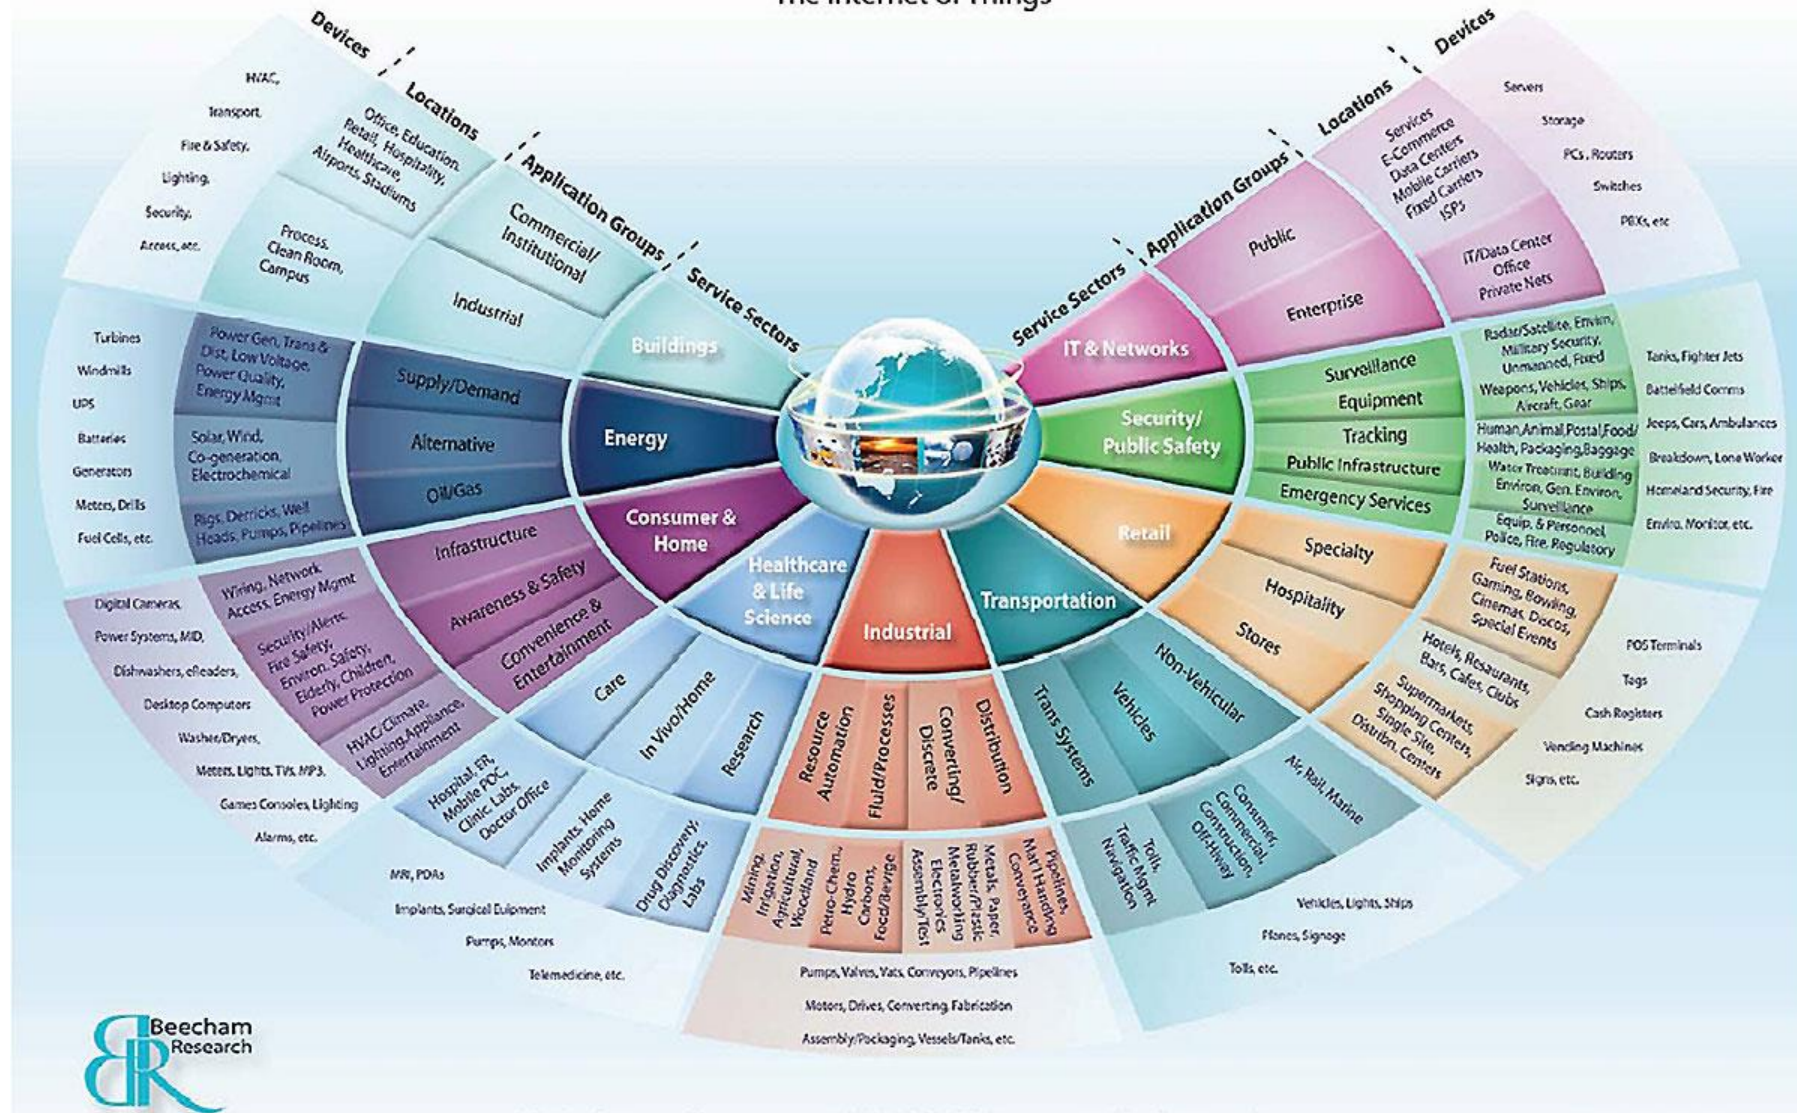 The Internet of Things
Devices
Locations
Application Groups
Service Sectors
Service Sectors
Application Groups
Locations
Devices
HVAC,
Transport,
Fire & Safety,
Lighting,
Security,
Access, etc.
Office, Education,
Retail, Hospitality,
Healthcare,
Airports, Stadiums
Process,
Clean Room,
Campus
Commercial/
Institutional
Industrial
Buildings
Turbines
Windmills
UPS
Batteries
Generators
Meters, Drills
Fuel Cells, etc.
Power Gen, Trans &
Dist, Low Voltage,
Power Quality,
Energy Mgmt
Solar, Wind,
Co-generation,
Electrochemical
Rigs, Derricks, Well
Heads, Pumps, Pipelines
Supply/Demand
Alternative
Oil/Gas
Energy
Digital Cameras,
Power Systems, MID,
Dishwashers, eReaders,
Desktop Computers
Washer/Dryers,
Meters, Lights, TVs, MP3,
Games Consoles, Lighting
Alarms, etc.
Wiring, Network
Access, Energy Mgmt
Security/Alerts,
Fire Safety,
Environ. Safety,
Elderly, Children,
Power Protection
HVAC/Climate,
Lighting, Appliance,
Entertainment
Infrastructure
Awareness & Safety
Convenience &
Entertainment
Consumer &
Home
MRI, PDAs
Implants, Surgical Euipment
Pumps, Montors
Telemedicine, etc.
Hospital, ER,
Mobile POC,
Clinic, Labs,
Doctor Office
Implants, Home
Monitoring
Systems
Drug Discovery,
Diagnostics,
Labs
Care
In Vivo/Home
Research
Healthcare
& Life
Science
Industrial
Resource
Automation
Fluid/Processes
Converting/
Discrete
Distribution
Mining,
Irrigation,
Agricultural,
Woodland
Petro-Chem.,
Hydro
Carbons,
Food/Bevrge
Metals, Paper,
Rubber/Plastic
Metalworking
Electronics
Assembly/Test
Pipelines,
Mat'l Handling
Conveyance
Pumps, Valves, Vats, Conveyors, Pipelines
Motors, Drives, Converting, Fabrication
Assembly/Packaging, Vessels/Tanks, etc.
Transportation
Trans Systems
Vehicles
Non-Vehicular
Tolls,
Traffic Mgmt
Navigation
Consumer,
Commercial,
Construction,
Off-Hiway
Air, Rail, Marine
Vehicles, Lights, Ships
Planes, Signage
Tolls, etc.
Retail
Specialty
Hospitality
Stores
Fuel Stations,
Gaming, Bowling,
Cinemas, Discos,
Special Events
Hotels, Resaurants,
Bars, Cafes, Clubs
Supermarkets,
Shopping Centers,
Single Site,
Distribn. Centers
POS Terminals
Tags
Cash Registers
Vending Machines
Signs, etc.
Security/
Public Safety
Surveillance
Equipment
Tracking
Public Infrastructure
Emergency Services
Radar/Satellite, Environ,
Military Security,
Unmanned, Fixed
Weapons, Vehicles, Ships,
Aircraft, Gear
Human, Animal, Postal, Food/
Health, Packaging, Baggage
Water Treatmnt, Building
Environ, Gen. Environ,
Surveillance
Equip. & Personnel,
Police, Fire, Regulatory
Tanks, Fighter Jets
Battelfield Comms
Jeeps, Cars, Ambulances
Breakdown, Lone Worker
Homeland Security, Fire
Enviro. Monitor, etc.
IT & Networks
Public
Enterprise
Services
E-Commerce
Data Centers
Mobile Carriers
Fixed Carriers
ISPs
IT/Data Center
Office
Private Nets
Servers
Storage
PCs, Routers
Switches
PBXs, etc
Beecham
Research
BR